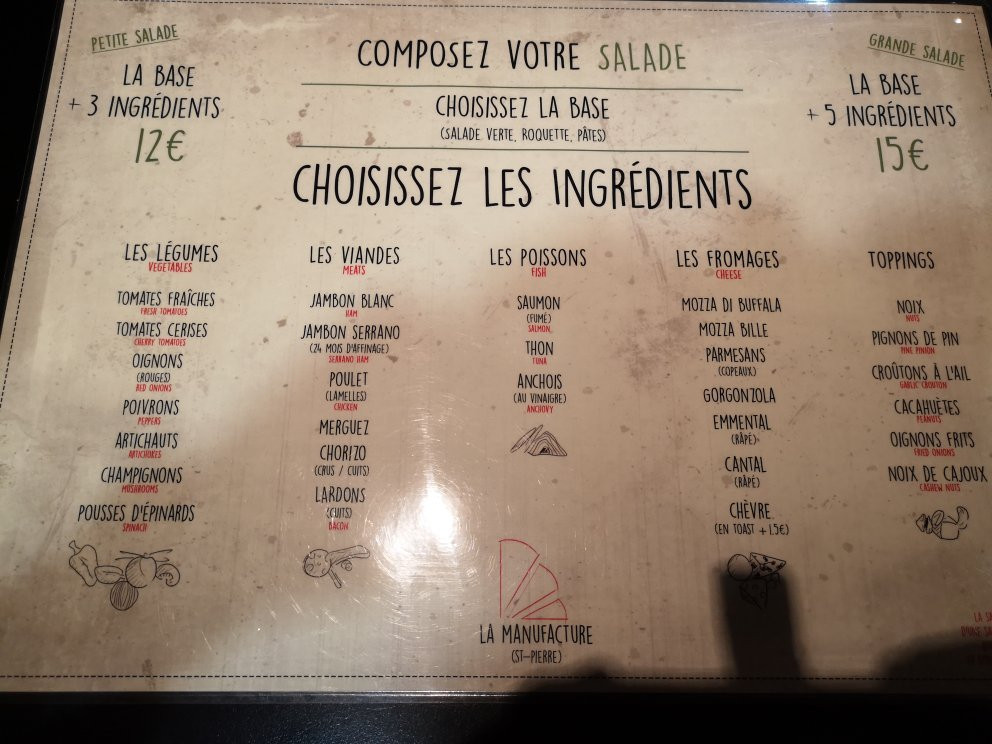 PETITE SALADE
LA BASE
+ 3 INGRÉDIENTS
12€
COMPOSEZ VOTRE SALADE
CHOISISSEZ LA BASE
(SALADE VERTE, ROQUETTE, PÂTES)
GRANDE SALADE
LA BASE
+ 5 INGRÉDIENTS
15€
CHOISISSEZ LES INGRÉDIENTS
LES LÉGUMES
VEGETABLES
TOMATES FRAÎCHES
FRESH TOMATOES
TOMATES CERISES
CHERRY TOMATOES
OIGNONS
(ROUGES)
RED ONIONS
POIVRONS
PEPPERS
ARTICHAUTS
ARTICHOKES
CHAMPIGNONS
MUSHROOMS
POUSSES D'ÉPINARDS
SPINACH
LES VIANDES
MEATS
JAMBON BLANC
HAM
JAMBON SERRANO
(24 MOIS D'AFFINAGE)
SERRANO HAM
POULET
(LAMELLES)
CHICKEN
MERGUEZ
CHORIZO
(CRUS / CUITS)
LARDONS
(CUITS)
BACON
LES POISSONS
FISH
SAUMON
(FUMÉ)
SALMON
THON
TUNA
ANCHOIS
(AU VINAIGRE)
ANCHOVY
LES FROMAGES
CHEESE
MOZZA DI BUFFALA
MOZZA BILLE
PARMESANS
(COPEAUX)
GORGONZOLA
EMMENTAL
(RÂPÉ)
CANTAL
(RÂPÉ)
CHÈVRE
(EN TOAST +1.5€)
TOPPINGS
NOIX
NUTS
PIGNONS DE PIN
PINE PINION
CROÛTONS À L'AIL
GARLIC CROUTON
CACAHUÈTES
PEANUTS
OIGNONS FRITS
FRIED ONIONS
NOIX DE CAJOUX
CASHEW NUTS
LA MANUFACTURE
(ST-PIERRE)